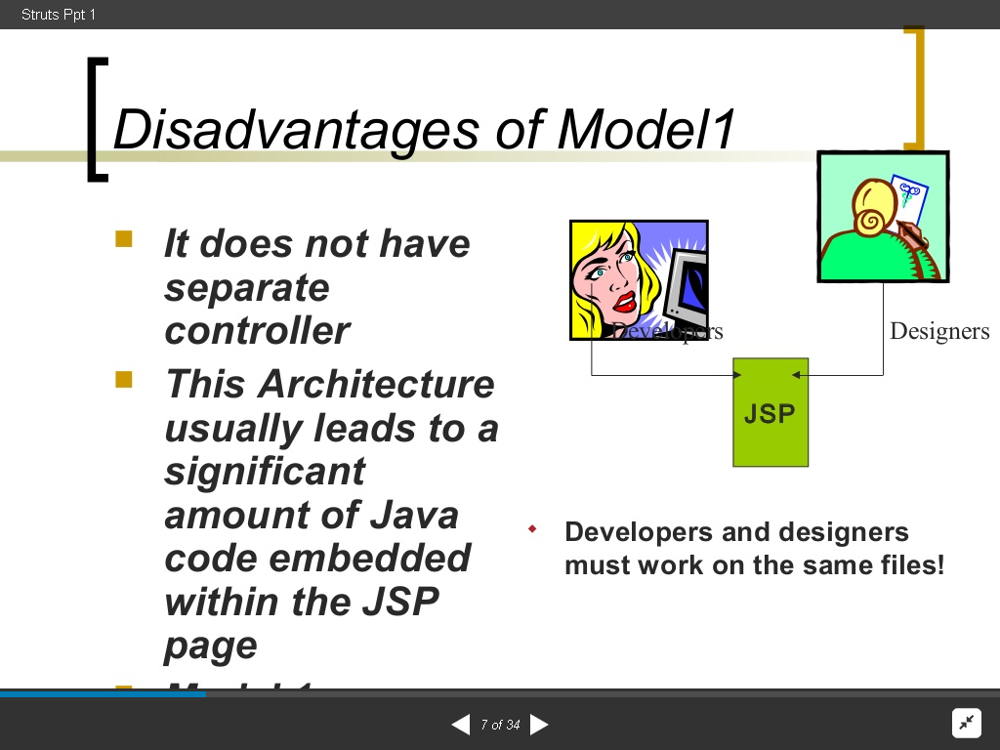 Struts Ppt 1
Disadvantages of Model1
It does not have
separate
controller
This Architecture
usually leads to a
significant
amount of Java
code embedded
within the JSP
page
Developers
Designers
JSP
Developers and designers
must work on the same files!
7 of 34